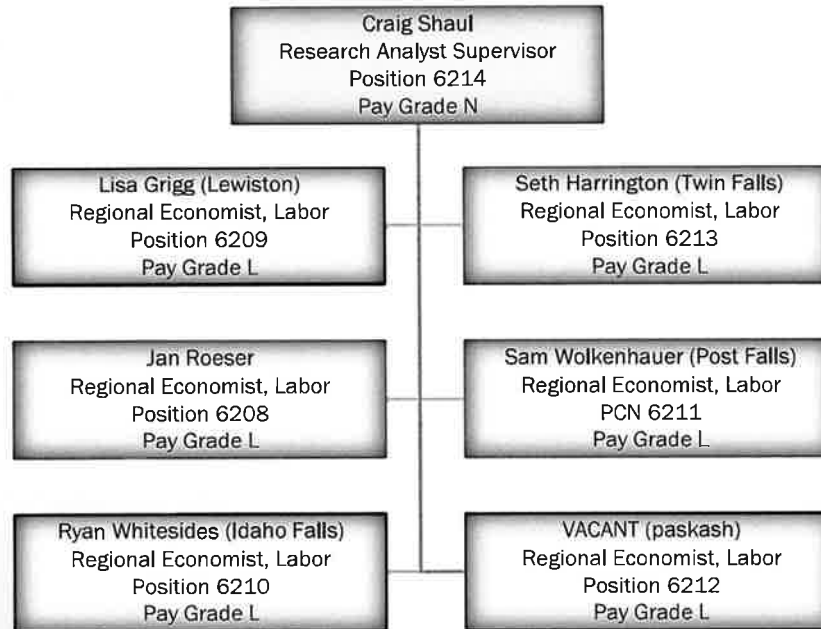 Craig Shaul
Research Analyst Supervisor
Position 6214
Pay Grade N
Lisa Grigg (Lewiston)
Regional Economist, Labor
Position 6209
Pay Grade L
Seth Harrington (Twin Falls)
Regional Economist, Labor
Position 6213
Pay Grade L
Jan Roeser
Regional Economist, Labor
Position 6208
Pay Grade L
Sam Wolkenhauer (Post Falls)
Regional Economist, Labor
PCN 6211
Pay Grade L
Ryan Whitesides (Idaho Falls)
Regional Economist, Labor
Position 6210
Pay Grade L
VACANT (paskash)
Regional Economist, Labor
Position 6212
Pay Grade L